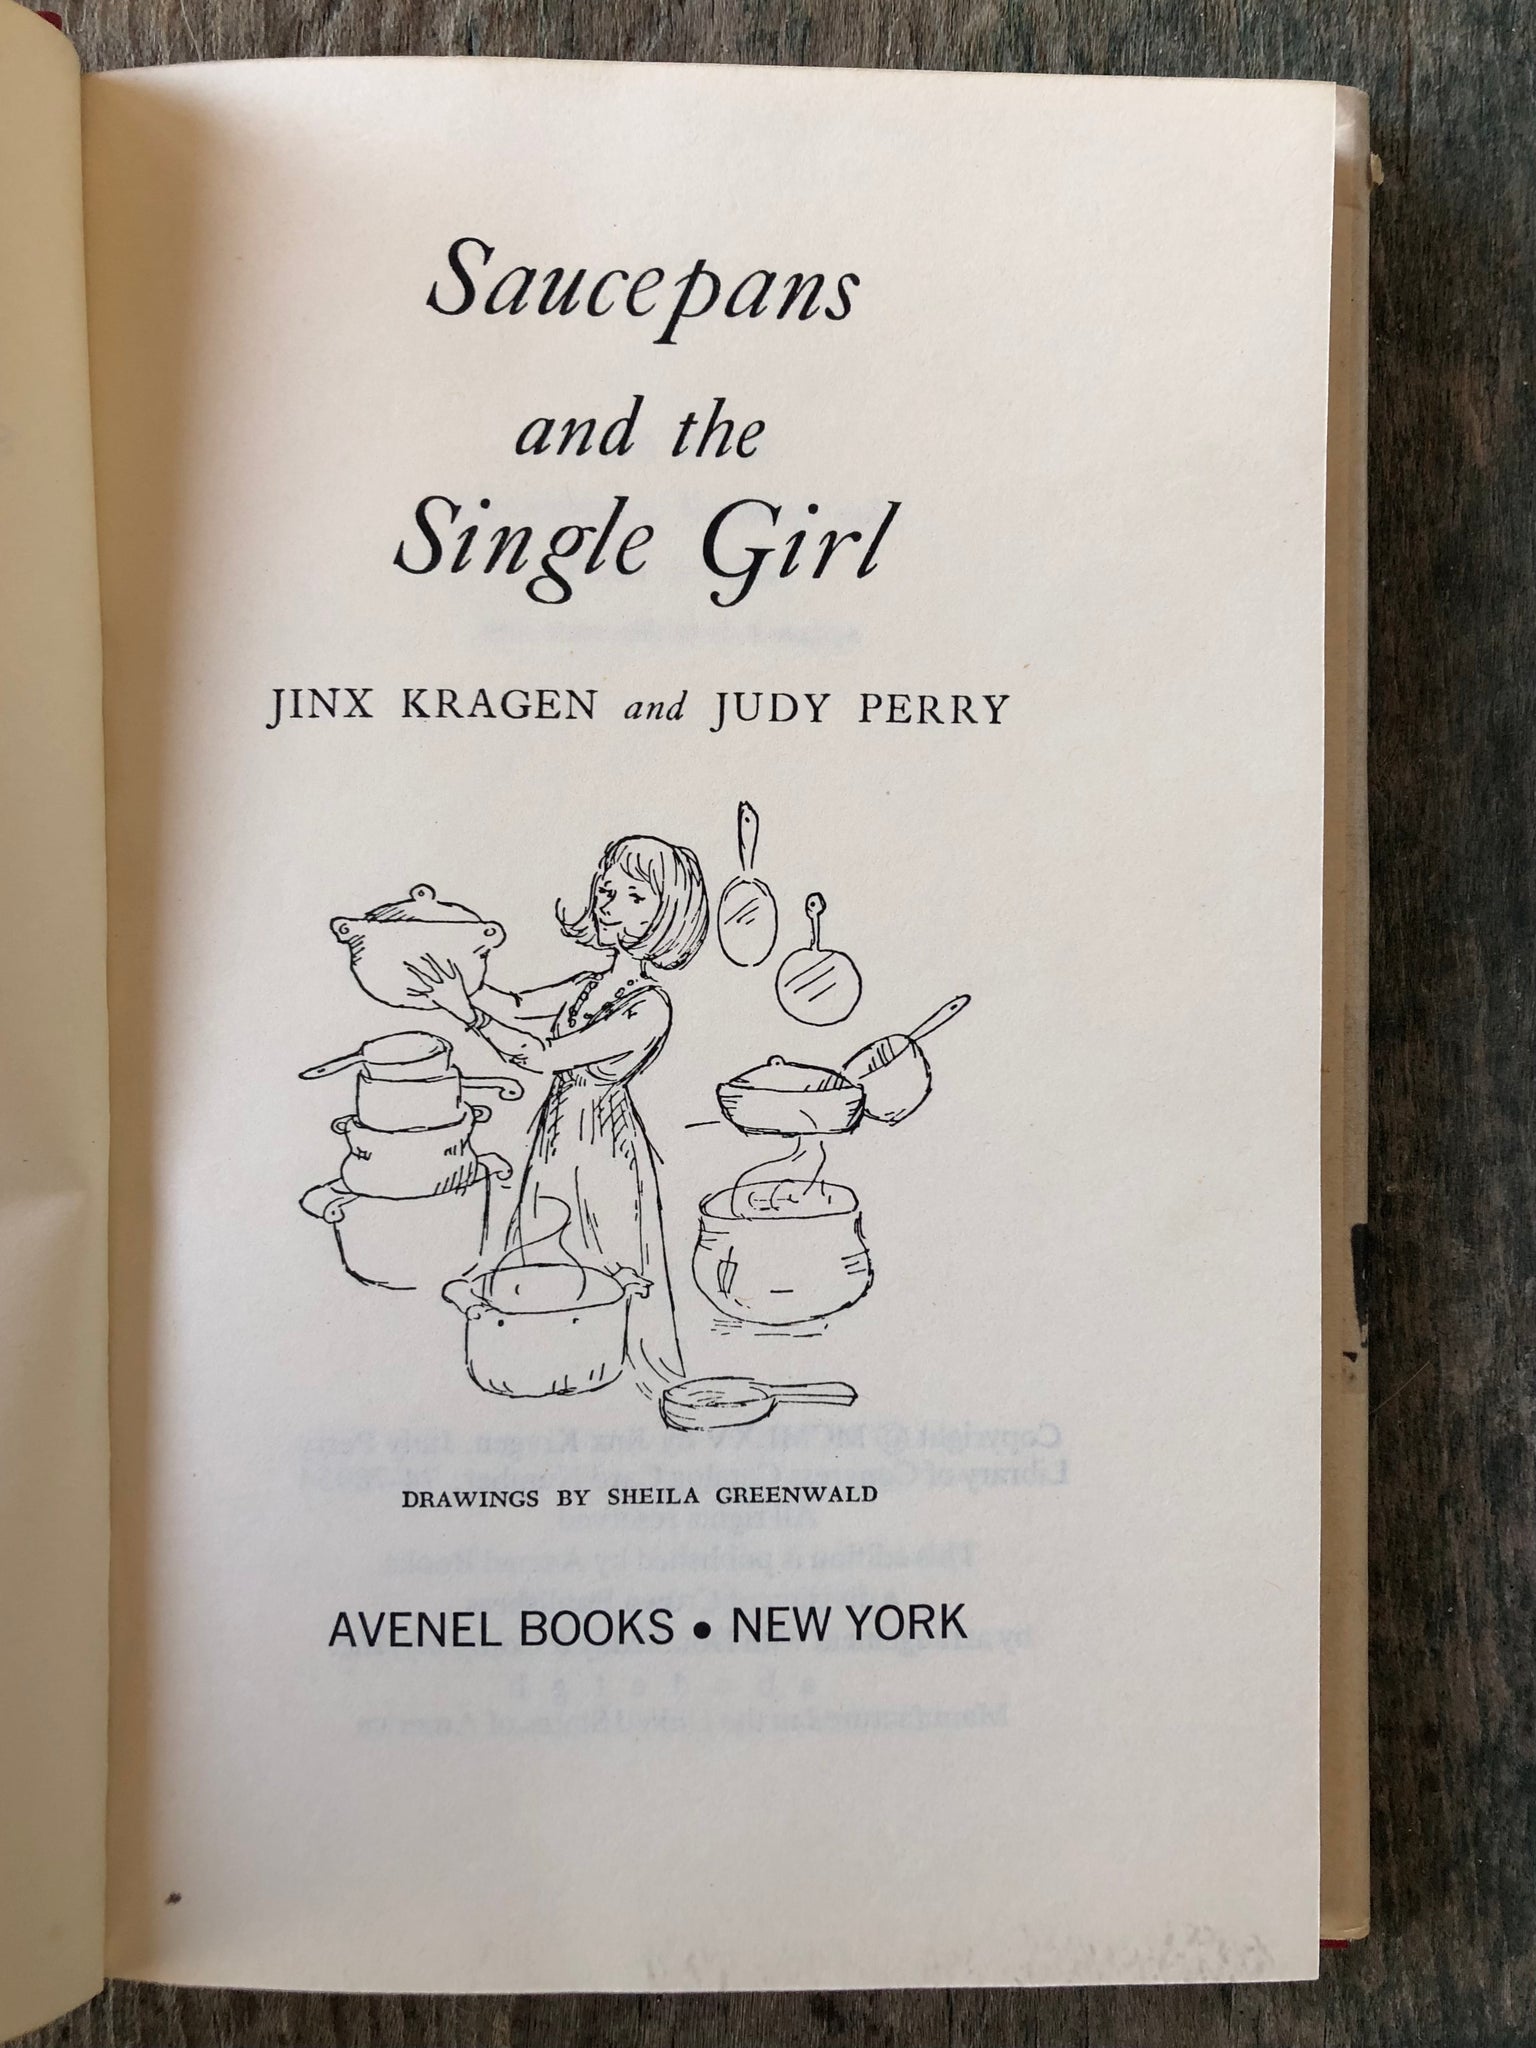 Saucepans
and the
Single Girl
JINX KRAGEN and JUDY PERRY
DRAWINGS BY SHEILA GREENWALD
AVENEL BOOKS • NEW YORK